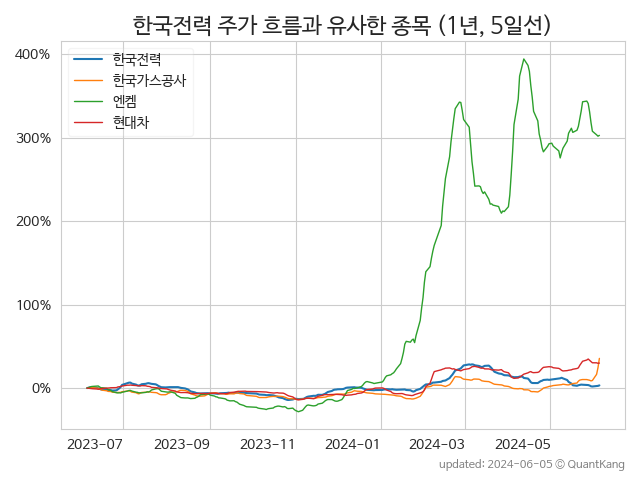 한국전력 주가 흐름과 유사한 종목 (1년, 5일선)
400%
300%
200%
100%
0%
한국전력
한국가스공사
엔켐
현대차
2023-07 2023-09 2023-11 2024-01 2024-03 2024-05
updated: 2024-06-05 © QuantKang